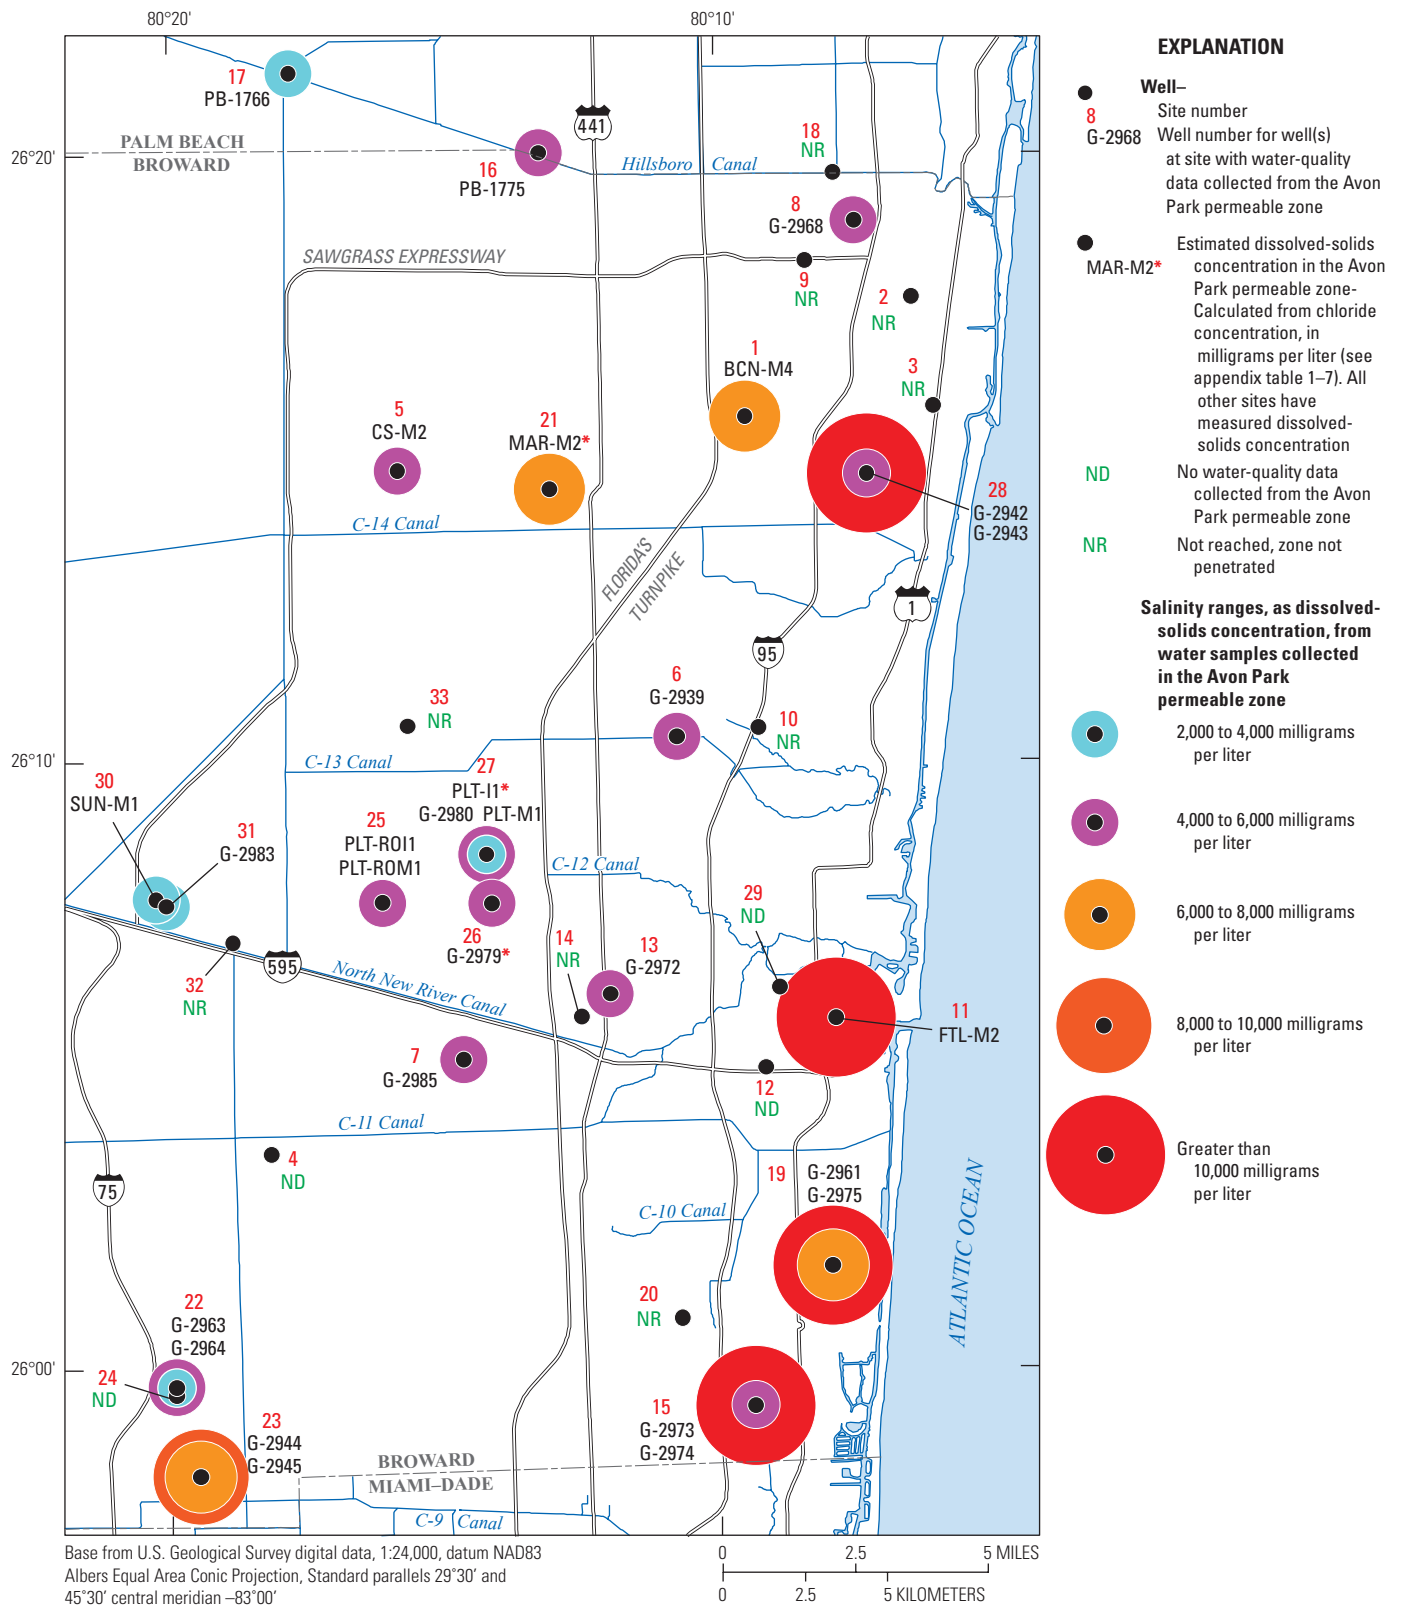 80°20'
80°10'
17
PB-1766
PALM BEACH
BROWARD
26°20'
441
16
PB-1775
18
NR
Hillsboro Canal
8
G-2968
SAWGRASS EXPRESSWAY
9
NR
2
NR
1
BCN-M4
3
NR
5
CS-M2
21
MAR-M2*
28
G-2942
G-2943
C-14 Canal
FLORIDA'S
TURNPIKE
1
95
6
G-2939
33
NR
10
NR
26°10'
C-13 Canal
30
SUN-M1
27
PLT-I1*
G-2980 PLT-M1
31
G-2983
25
PLT-ROI1
PLT-ROM1
C-12 Canal
29
ND
26
G-2979*
14
NR
13
G-2972
595
North New River Canal
32
NR
11
FTL-M2
7
G-2985
12
ND
C-11 Canal
4
ND
75
19
G-2961
G-2975
C-10 Canal
ATLANTIC OCEAN
20
NR
22
G-2963
G-2964
26°00'
24
ND
15
G-2973
G-2974
23
G-2944
G-2945
BROWARD
MIAMI–DADE
C-9 Canal
Base from U.S. Geological Survey digital data, 1:24,000, datum NAD83
Albers Equal Area Conic Projection, Standard parallels 29°30' and
45°30' central meridian –83°00'
0 2.5 5 MILES
0 2.5 5 KILOMETERS
EXPLANATION
Well–
8
Site number
G-2968
Well number for well(s)
at site with water-quality
data collected from the Avon
Park permeable zone
MAR-M2*
Estimated dissolved-solids
concentration in the Avon
Park permeable zone-
Calculated from chloride
concentration, in
milligrams per liter (see
appendix table 1–7). All
other sites have
measured dissolved-
solids concentration
ND
No water-quality data
collected from the Avon
Park permeable zone
NR
Not reached, zone not
penetrated
Salinity ranges, as dissolved-
solids concentration, from
water samples collected
in the Avon Park
permeable zone
2,000 to 4,000 milligrams
per liter
4,000 to 6,000 milligrams
per liter
6,000 to 8,000 milligrams
per liter
8,000 to 10,000 milligrams
per liter
Greater than
10,000 milligrams
per liter